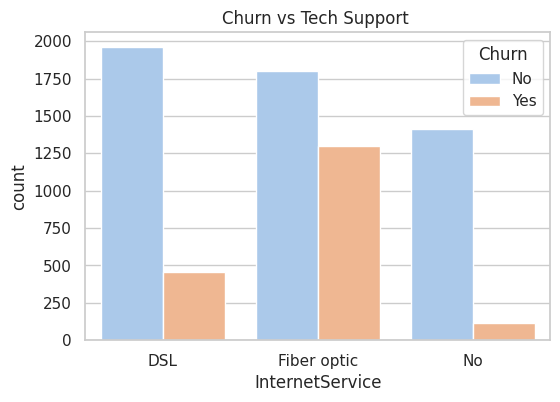 Churn vs Tech Support
Churn
No
Yes
2000
1750
1500
1250
1000
750
500
250
0
count
DSL
Fiber optic
No
InternetService